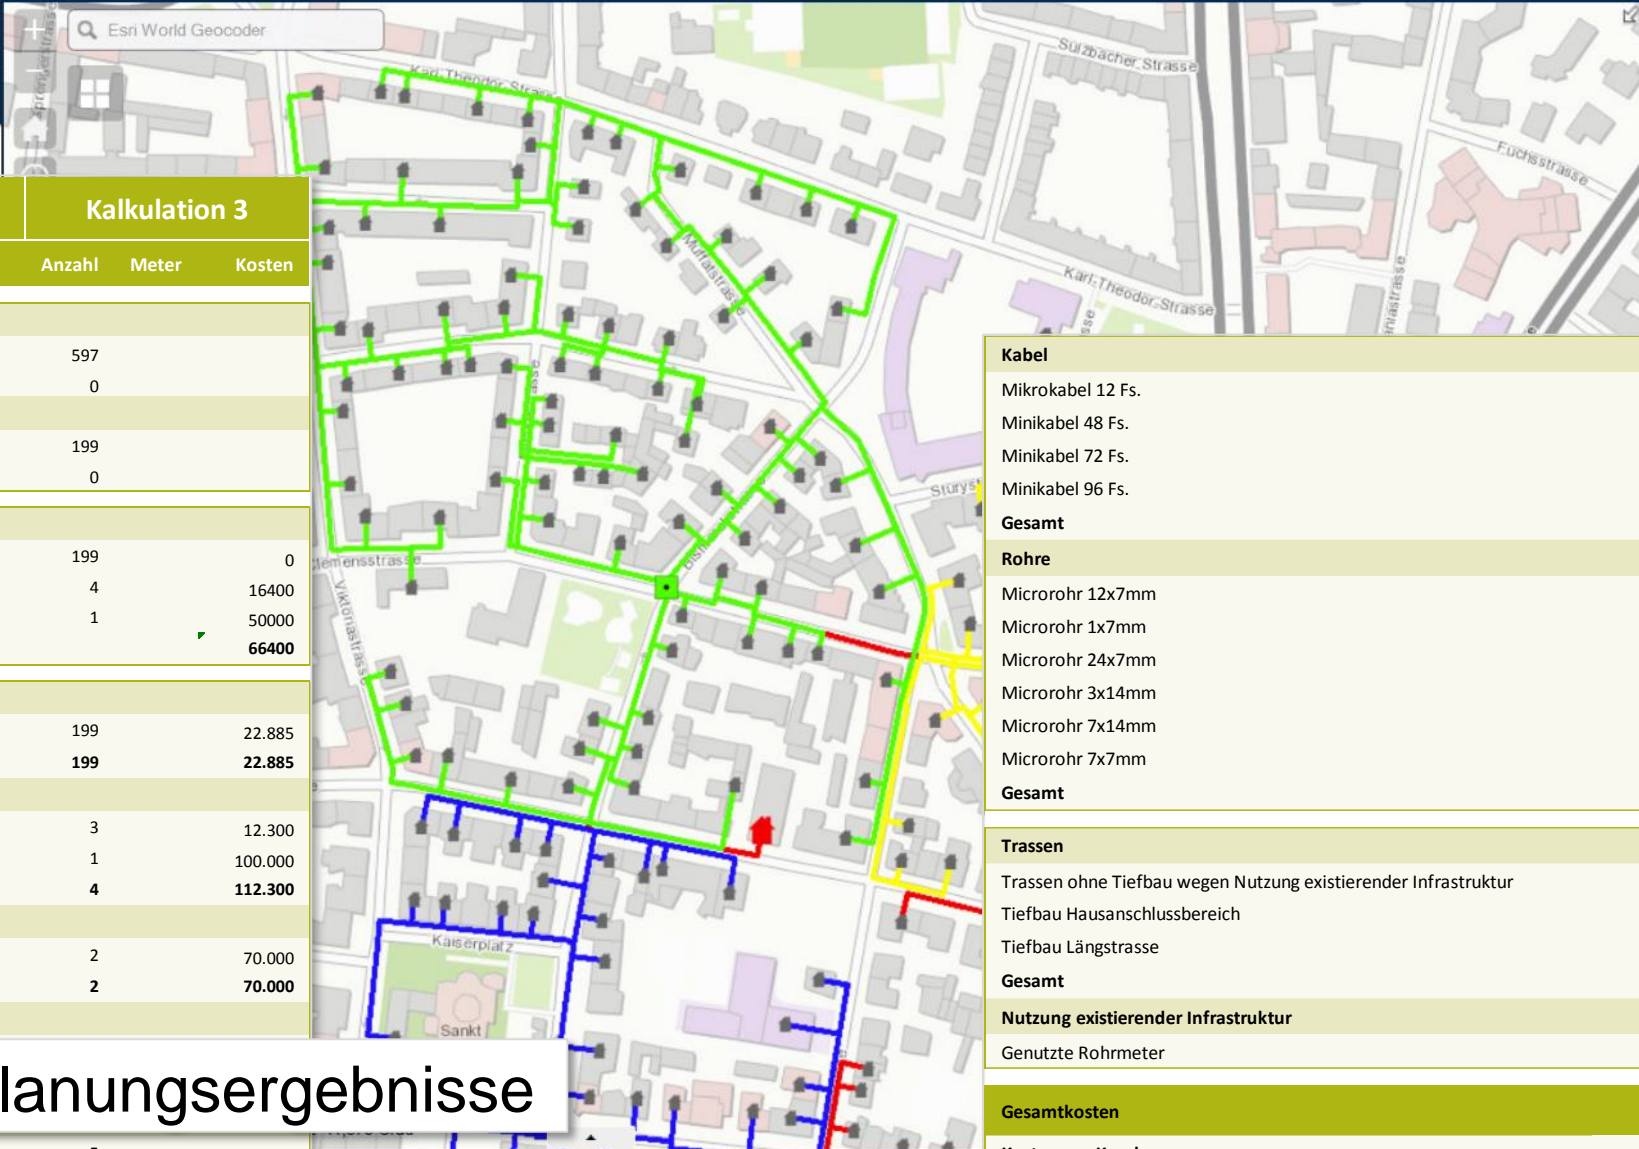 Esri World Geocoder
Karl-Theodor-Strasse
Sulzbacher Strasse
Fuchsstrasse
Karl-Theodor-Strasse
Muffatstrasse
Clemensstrasse
Viktoriastrasse
Kaiserplatz
Sankt
Kalkulation 3
Anzahl Meter Kosten
597
0
199
0
199 0
4 16400
1 50000
66400
199 22.885
199 22.885
3 12.300
1 100.000
4 112.300
2 70.000
2 70.000
lanungsergebnisse
Kabel
Mikrokabel 12 Fs.
Minikabel 48 Fs.
Minikabel 72 Fs.
Minikabel 96 Fs.
Gesamt
Rohre
Microrohr 12x7mm
Microrohr 1x7mm
Microrohr 24x7mm
Microrohr 3x14mm
Microrohr 7x14mm
Microrohr 7x7mm
Gesamt
Trassen
Trassen ohne Tiefbau wegen Nutzung existierender Infrastruktur
Tiefbau Hausanschlussbereich
Tiefbau Längstrasse
Gesamt
Nutzung existierender Infrastruktur
Genutzte Rohrmeter
Gesamtkosten